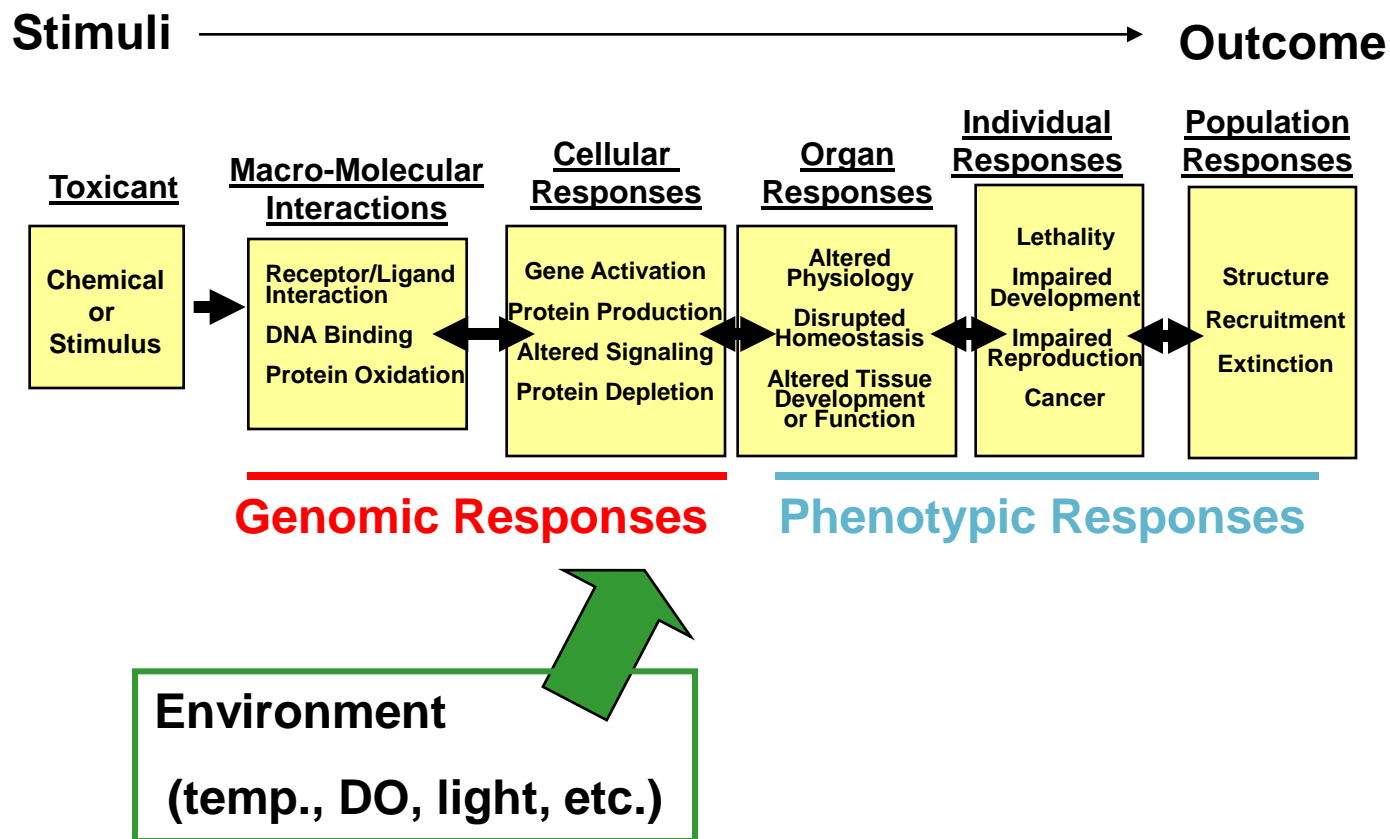 Stimuli
Outcome
Toxicant
Chemical
or
Stimulus
Macro-Molecular
Interactions
Receptor/Ligand
Interaction
DNA Binding
Protein Oxidation
Cellular
Responses
Gene Activation
Protein Production
Altered Signaling
Protein Depletion
Organ
Responses
Altered
Physiology
Disrupted
Homeostasis
Altered Tissue
Development
or Function
Individual
Responses
Lethality
Impaired
Development
Impaired
Reproduction
Cancer
Population
Responses
Structure
Recruitment
Extinction
Genomic Responses
Phenotypic Responses
Environment
(temp., DO, light, etc.)